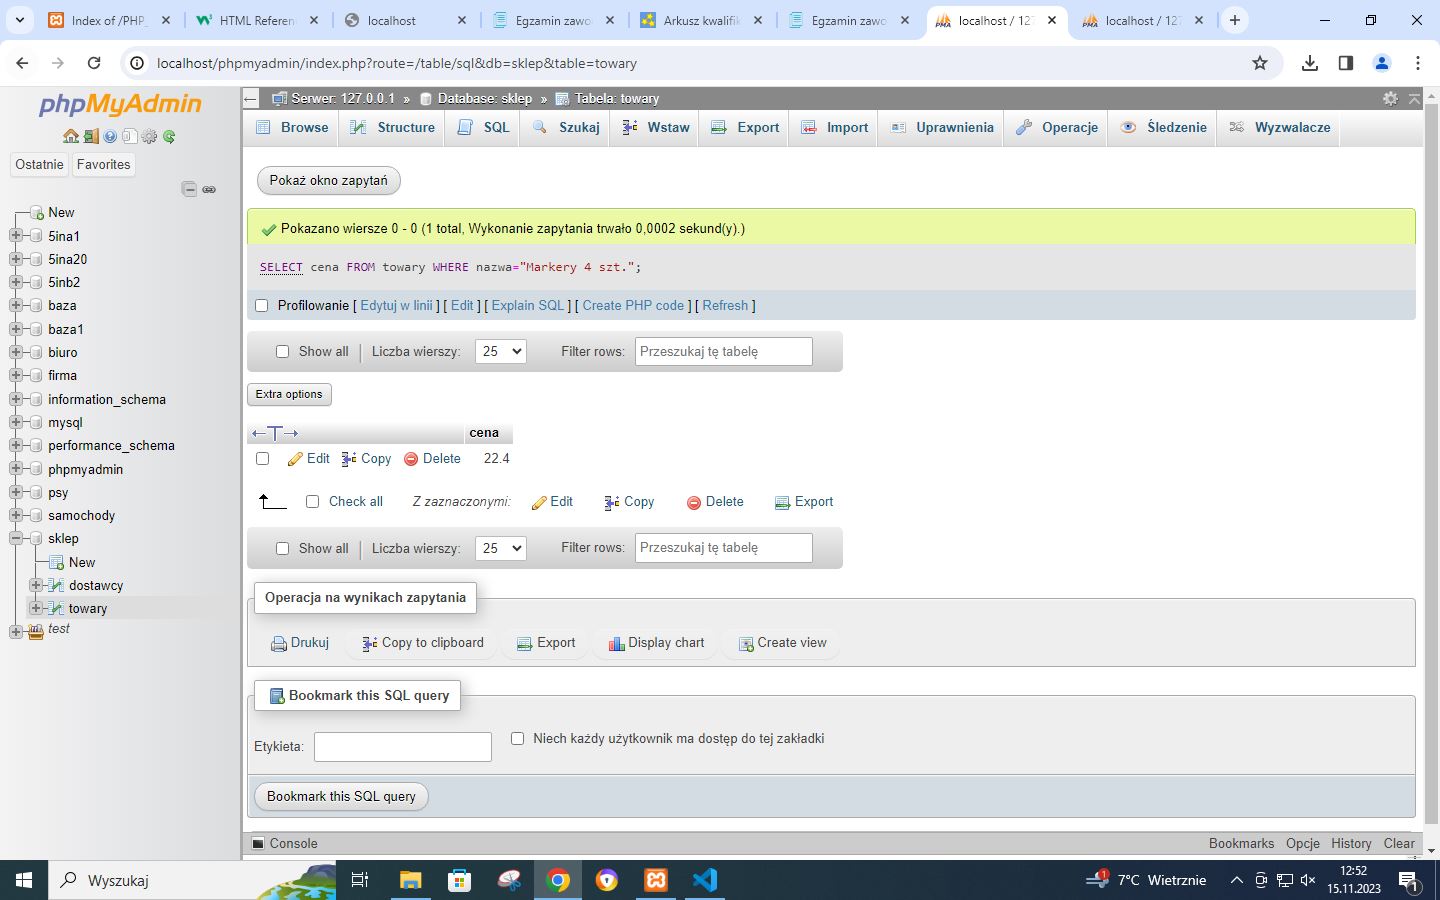 Index of /PHP_
HTML Referen
localhost
Egzamin zawo
Arkusz kwalifik
Egzamin zawo
localhost / 127
localhost / 127
localhost/phpmyadmin/index.php?route=/table/sql&db=sklep&table=towary
phpMyAdmin
Ostatnie
Favorites
New
5ina1
5ina20
5inb2
baza
baza1
biuro
firma
information_schema
mysql
performance_schema
phpmyadmin
psy
samochody
sklep
New
dostawcy
towary
test
Serwer: 127.0.0.1 » Database: sklep » Tabela: towary
Browse Structure SQL Szukaj Wstaw Export Import Uprawnienia Operacje Śledzenie Wyzwalacze
Pokaż okno zapytań
Pokazano wiersze 0 - 0 (1 total, Wykonanie zapytania trwało 0,0002 sekund(y).)
SELECT cena FROM towary WHERE nazwa="Markery 4 szt.";
Profilowanie [ Edytuj w linii ] [ Edit ] [ Explain SQL ] [ Create PHP code ] [ Refresh ]
Show all | Liczba wierszy: 25 Filter rows: Przeszukaj tę tabelę
Extra options
←T→ cena
Edit Copy Delete 22.4
Check all Z zaznaczonymi: Edit Copy Delete Export
Show all | Liczba wierszy: 25 Filter rows: Przeszukaj tę tabelę
Operacja na wynikach zapytania
Drukuj Copy to clipboard Export Display chart Create view
Bookmark this SQL query
Etykieta: Niech każdy użytkownik ma dostęp do tej zakładki
Bookmark this SQL query
Console Bookmarks Opcje History Clear
Wyszukaj
1
7°C Wietrznie
12:52
15.11.2023
1